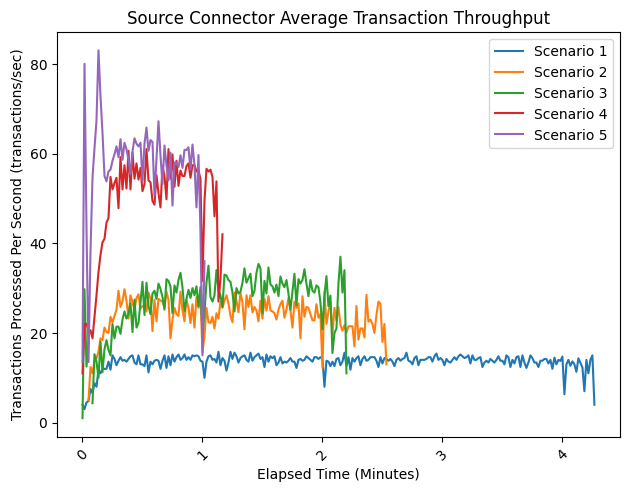 Source Connector Average Transaction Throughput
Transactions Processed Per Second (transactions/sec)
80
60
40
20
0
Scenario 1
Scenario 2
Scenario 3
Scenario 4
Scenario 5
0
1
2
3
4
Elapsed Time (Minutes)